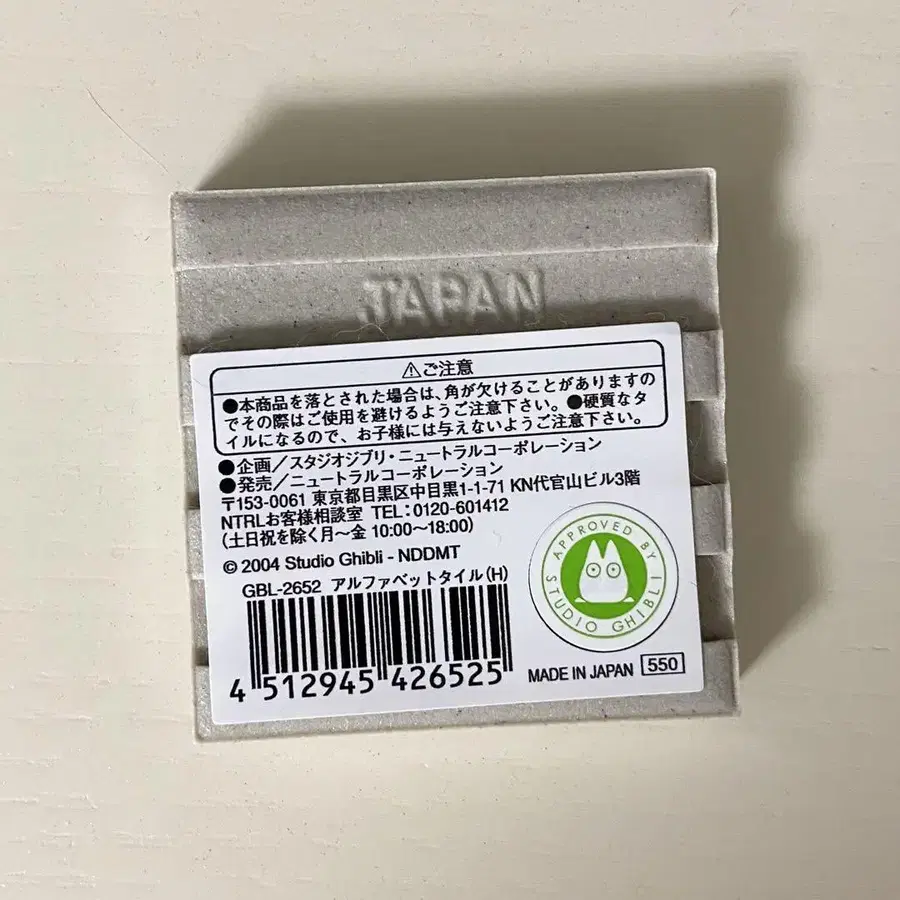 JAPAN
⚠ご注意
●本商品を落とされた場合は、角が欠けることがありますの
でその際はご使用を避けるようご注意下さい。●硬質なタ
イルになるので、お子様には与えないようご注意下さい。
●企画/スタジオジブリ・ニュートラルコーポレーション
●発売/ニュートラルコーポレーション
〒153-0061 東京都目黒区中目黒1-1-71 KN代官山ビル3階
NTRLお客様相談室 TEL:0120-601412
(土日祝を除く月〜金 10:00〜18:00)
© 2004 Studio Ghibli - NDDMT
GBL-2652 アルファベットタイル(H)
4 512945 426525
APPROVED BY
STUDIO GHIBLI
MADE IN JAPAN 550